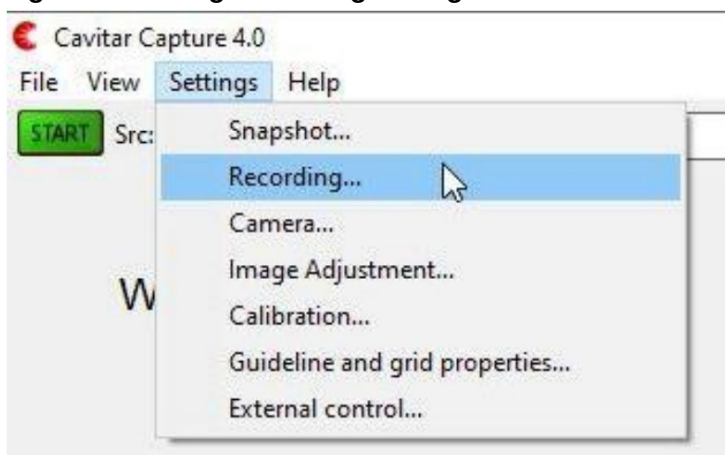 Cavitar Capture 4.0
File View Settings Help
START Src:
Snapshot...
Recording...
Camera...
Image Adjustment...
W
Calibration...
Guideline and grid properties...
External control...